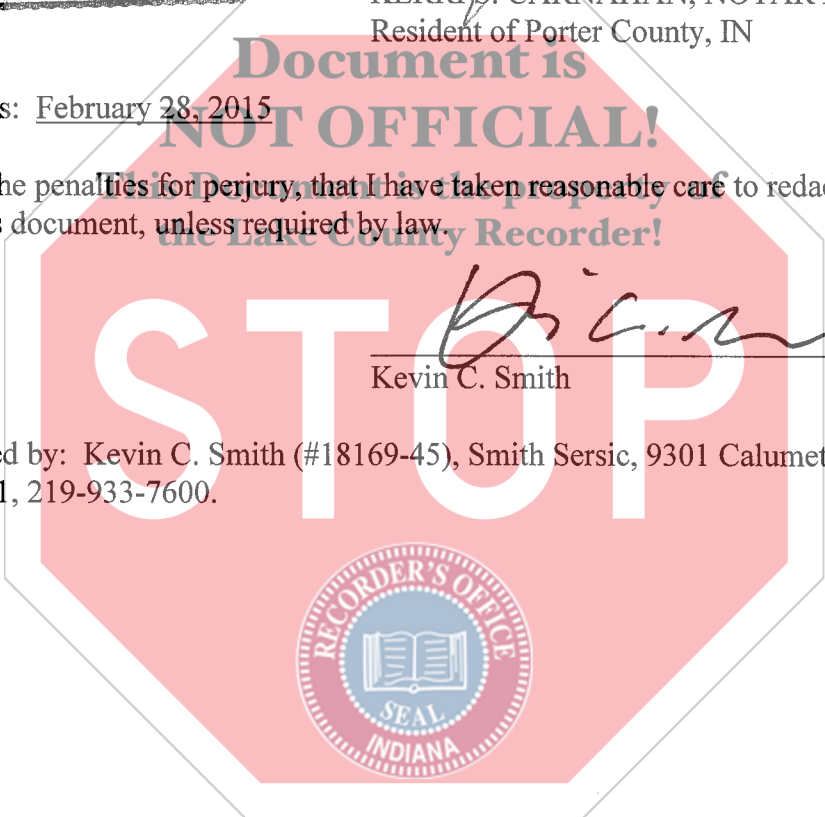 CARNAHAN, NOTAR
Resident of Porter County, IN
Document is
s: February 28, 2015
NOT OFFICIAL!
he penalties for perjury, that I have taken reasonable care to redac
This Document is the property of
s document, unless required by law.
the Lake County Recorder!
STOP
Kevin C. Smith
ed by: Kevin C. Smith (#18169-45), Smith Sersic, 9301 Calumet
1, 219-933-7600.
RECORDER'S OFFICE
SEAL
INDIANA